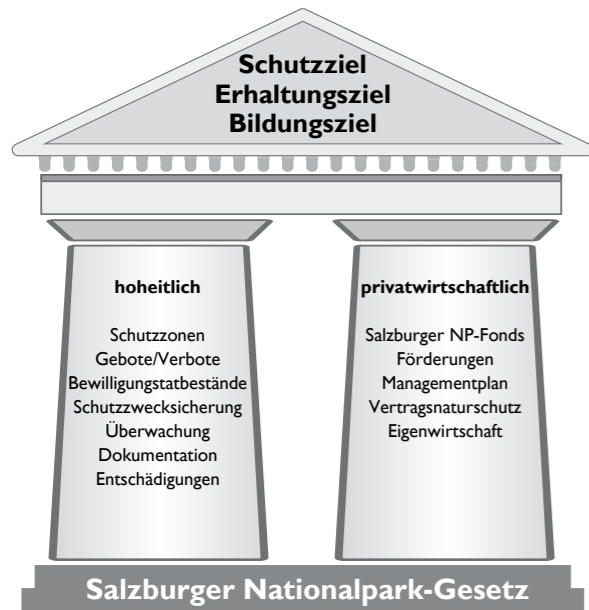 Schutzziel
Erhaltungsziel
Bildungsziel
hoheitlich
Schutzzonen
Gebote/Verbote
Bewilligungstatbestände
Schutzzwecksicherung
Überwachung
Dokumentation
Entschädigungen
privatwirtschaftlich
Salzburger NP-Fonds
Förderungen
Managementplan
Vertragsnaturschutz
Eigenwirtschaft
Salzburger Nationalpark-Gesetz